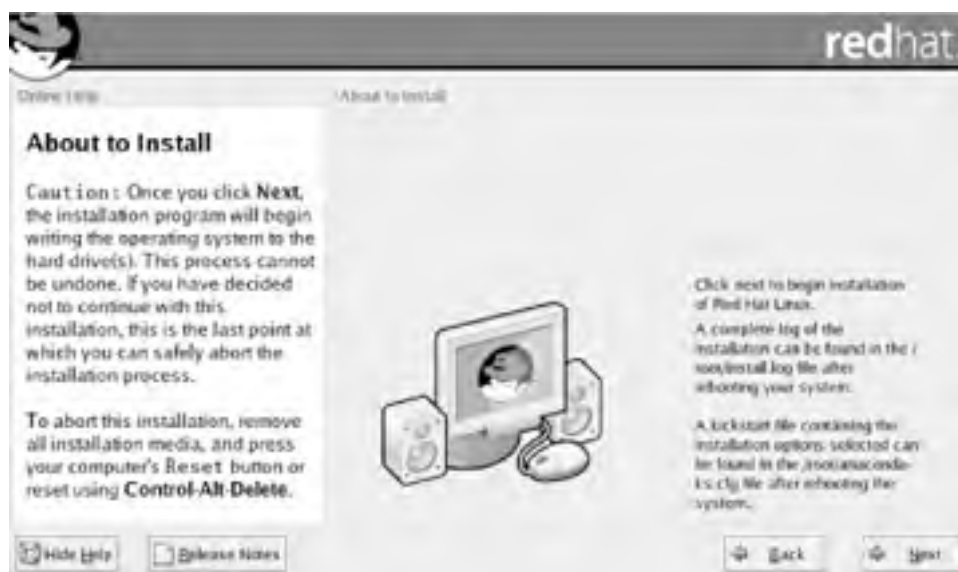 redhat.
Online Help
About to Install
About to Install
Caution: Once you click Next,
the installation program will begin
writing the operating system to the
hard drive(s). This process cannot
be undone. If you have decided
not to continue with this
installation, this is the last point at
which you can safely abort the
installation process.
To abort this installation, remove
all installation media, and press
your computer's Reset button or
reset using Control-Alt-Delete.
Click next to begin installation
of Red Hat Linux.
A complete log of the
installation can be found in the /
root/install.log file after
rebooting your system.
A kickstart file containing the
installation options selected can
be found in the /root/anaconda-
ks.cfg file after rebooting the
system.
Hide Help
Release Notes
Back
Next